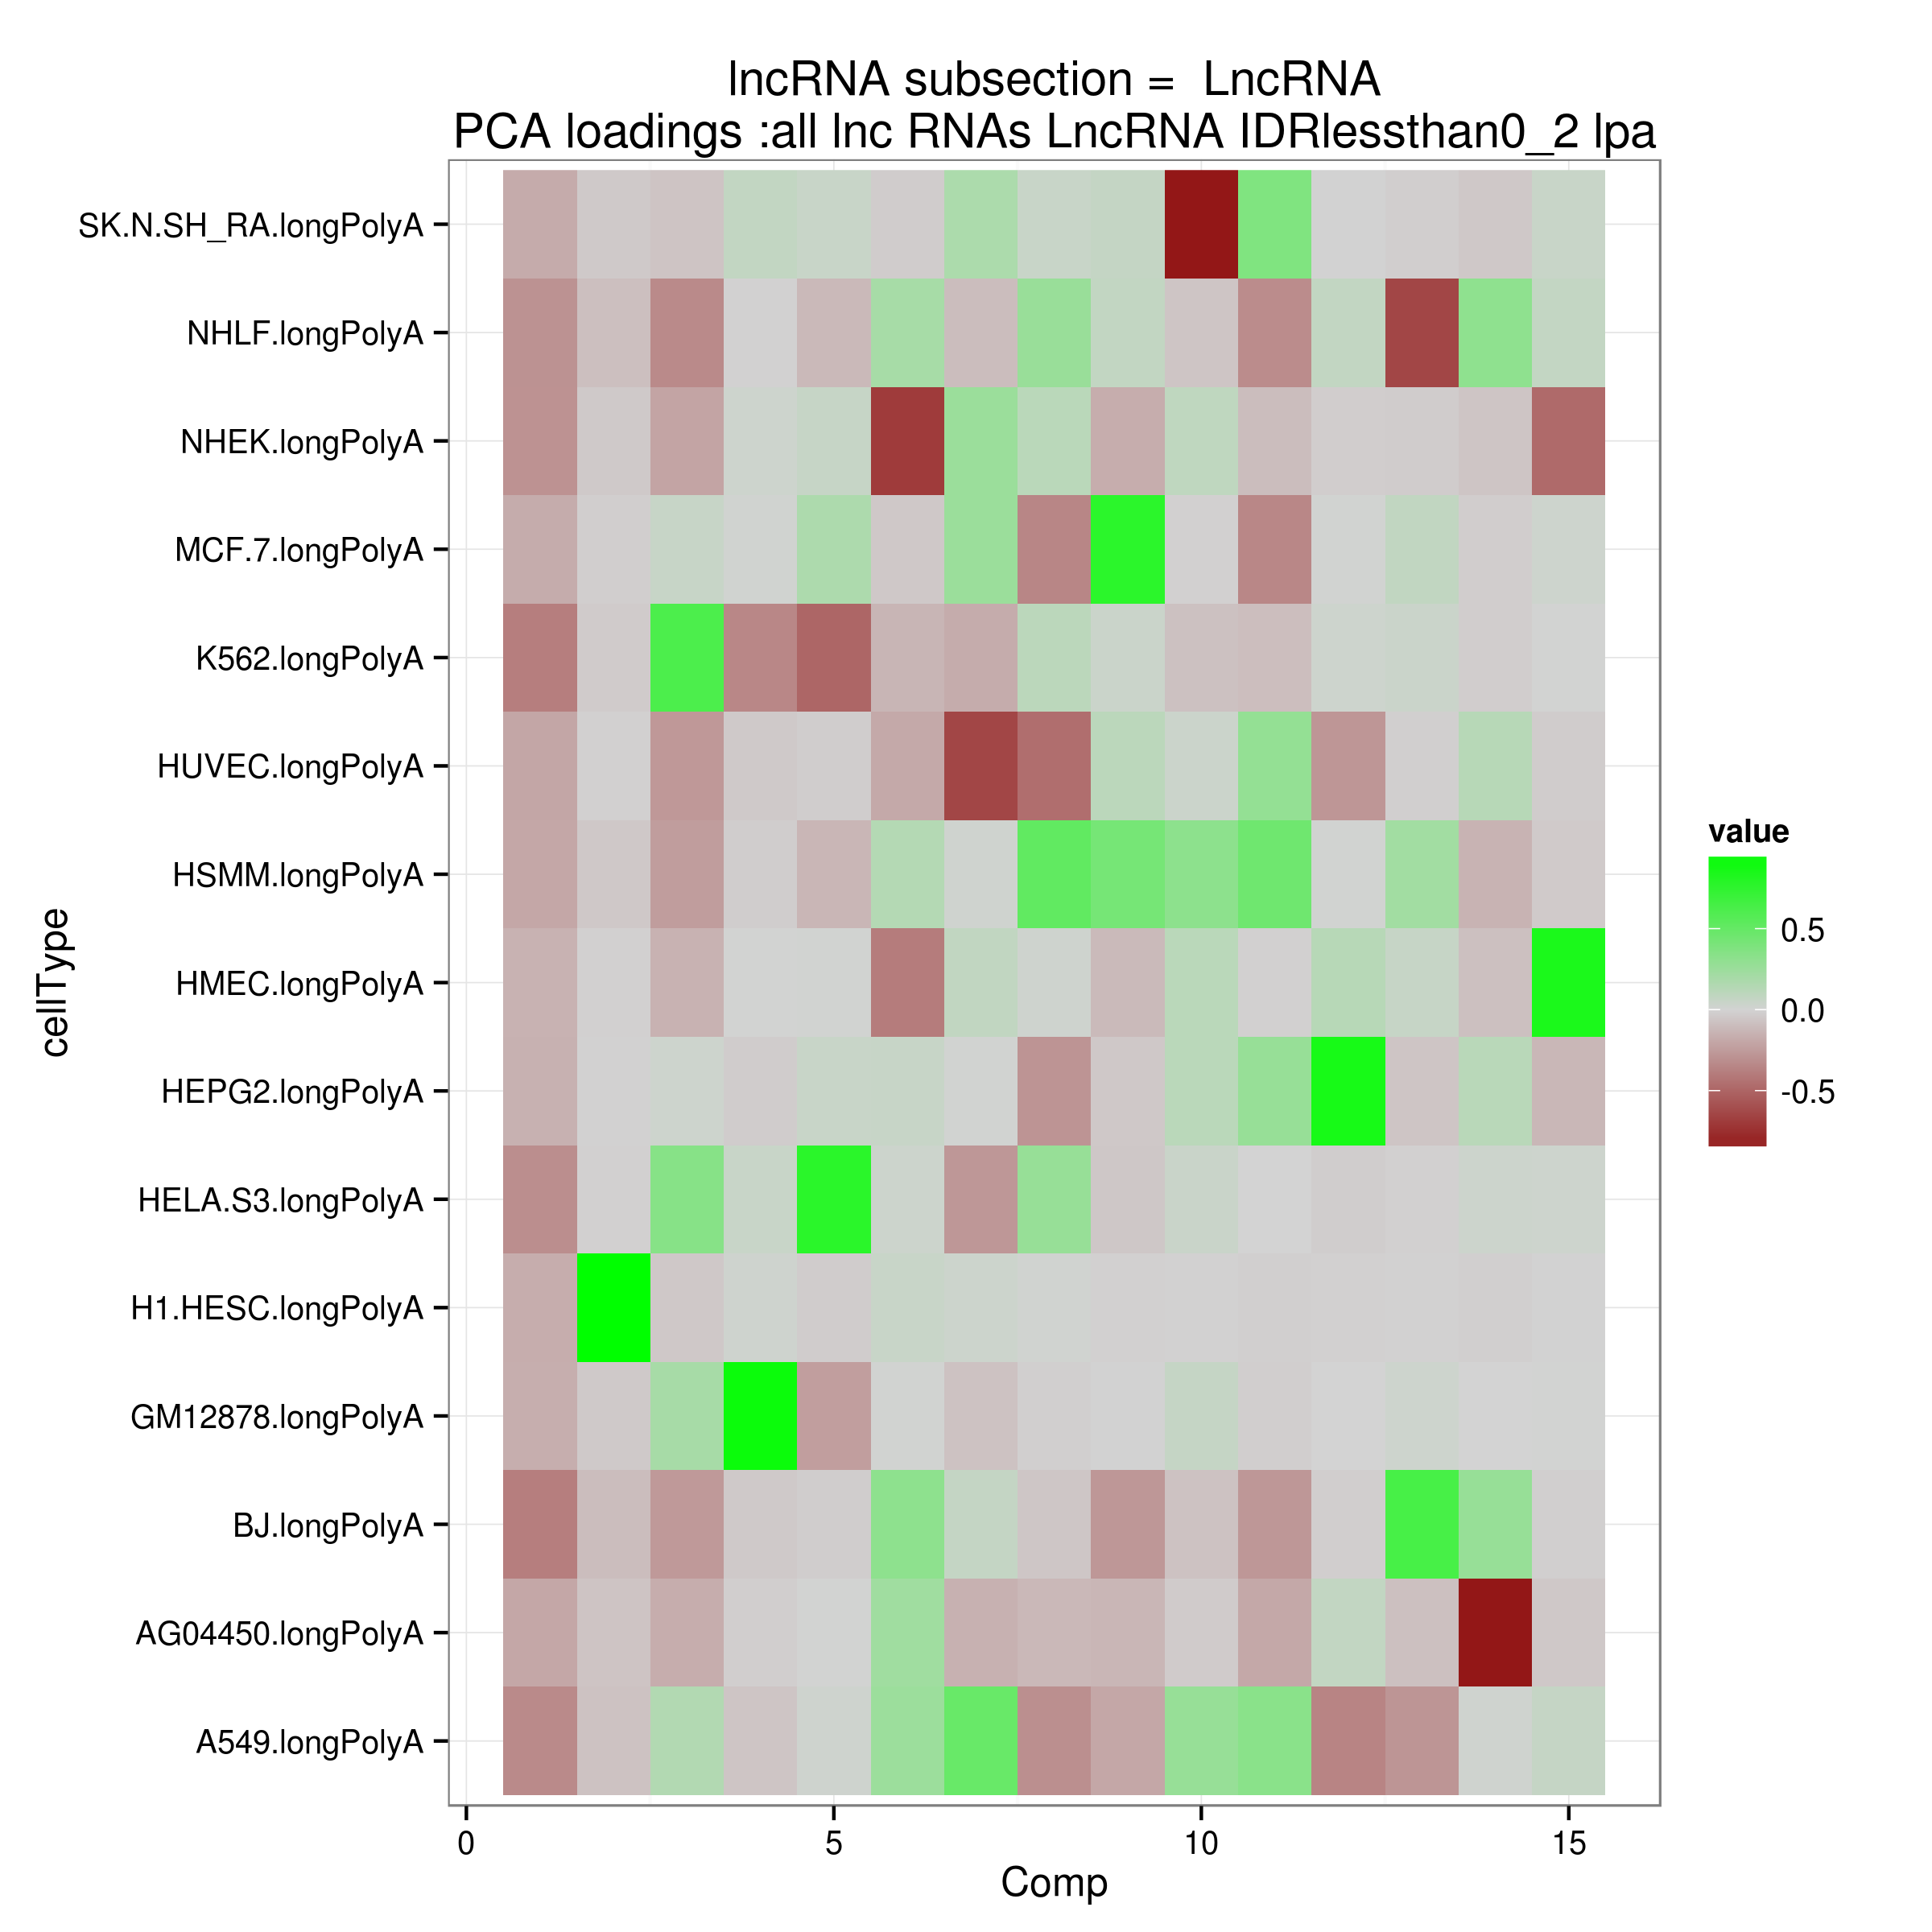 lncRNA subsection =  LncRNA
PCA loadings :all lnc RNAs LncRNA IDRlessthan0_2 lpa
SK.N.SH_RA.longPolyA
NHLF.longPolyA
NHEK.longPolyA
MCF.7.longPolyA
K562.longPolyA
HUVEC.longPolyA
HSMM.longPolyA
HMEC.longPolyA
HEPG2.longPolyA
HELA.S3.longPolyA
H1.HESC.longPolyA
GM12878.longPolyA
BJ.longPolyA
AG04450.longPolyA
A549.longPolyA
cellType
0
5
10
15
Comp
value
0.5
0.0
-0.5